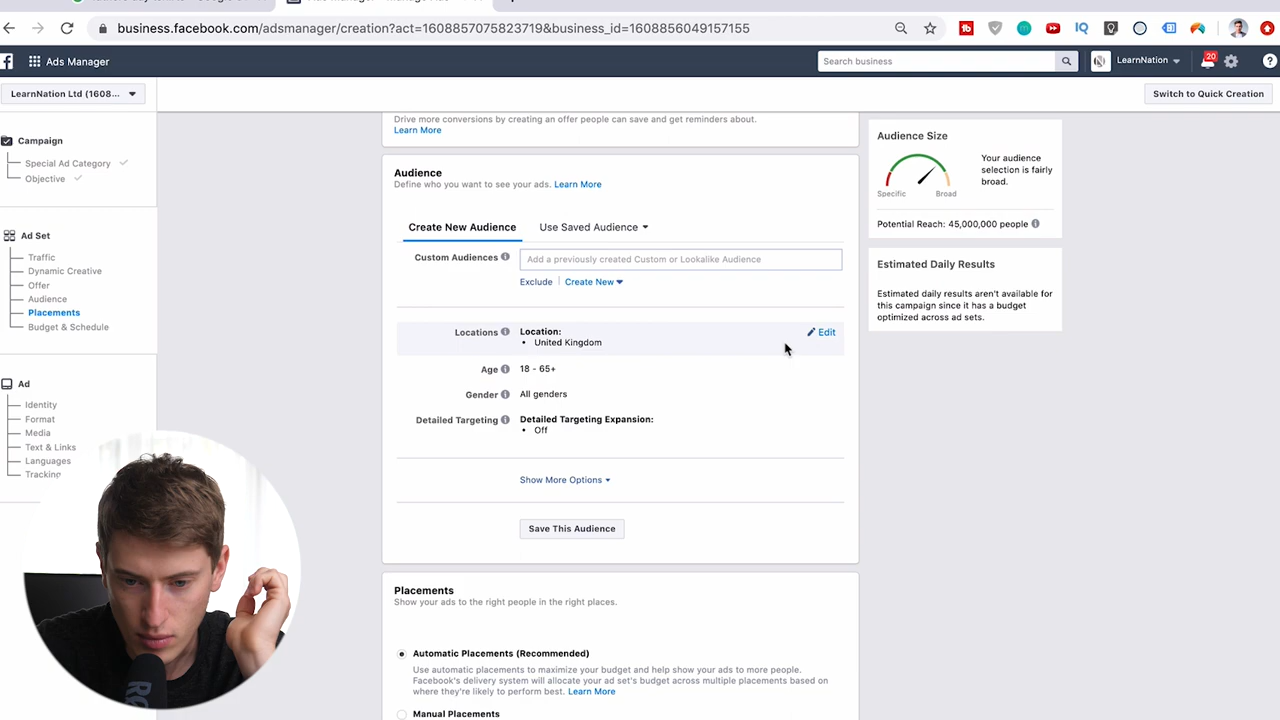 business.facebook.com/adsmanager/creation?act=1608857075823719&business_id=1608856049157155
Ads Manager
Search business
LearnNation
20
LearnNation Ltd (1608...
Switch to Quick Creation
Campaign
Special Ad Category
Objective
Ad Set
Traffic
Dynamic Creative
Offer
Audience
Placements
Budget & Schedule
Ad
Identity
Format
Media
Text & Links
Languages
Tracking
Drive more conversions by creating an offer people can save and get reminders about.
Learn More
Audience
Define who you want to see your ads. Learn More
Create New Audience
Use Saved Audience
Custom Audiences
Add a previously created Custom or Lookalike Audience
Exclude
Create New
Locations
Location:
United Kingdom
Edit
Age
18 - 65+
Gender
All genders
Detailed Targeting
Detailed Targeting Expansion:
Off
Show More Options
Save This Audience
Placements
Show your ads to the right people in the right places.
Automatic Placements (Recommended)
Use automatic placements to maximize your budget and help show your ads to more people.
Facebook's delivery system will allocate your ad set's budget across multiple placements based on
where they're likely to perform best. Learn More
Manual Placements
Audience Size
Your audience
selection is fairly
broad.
Specific
Broad
Potential Reach: 45,000,000 people
Estimated Daily Results
Estimated daily results aren't available for
this campaign since it has a budget
optimized across ad sets.